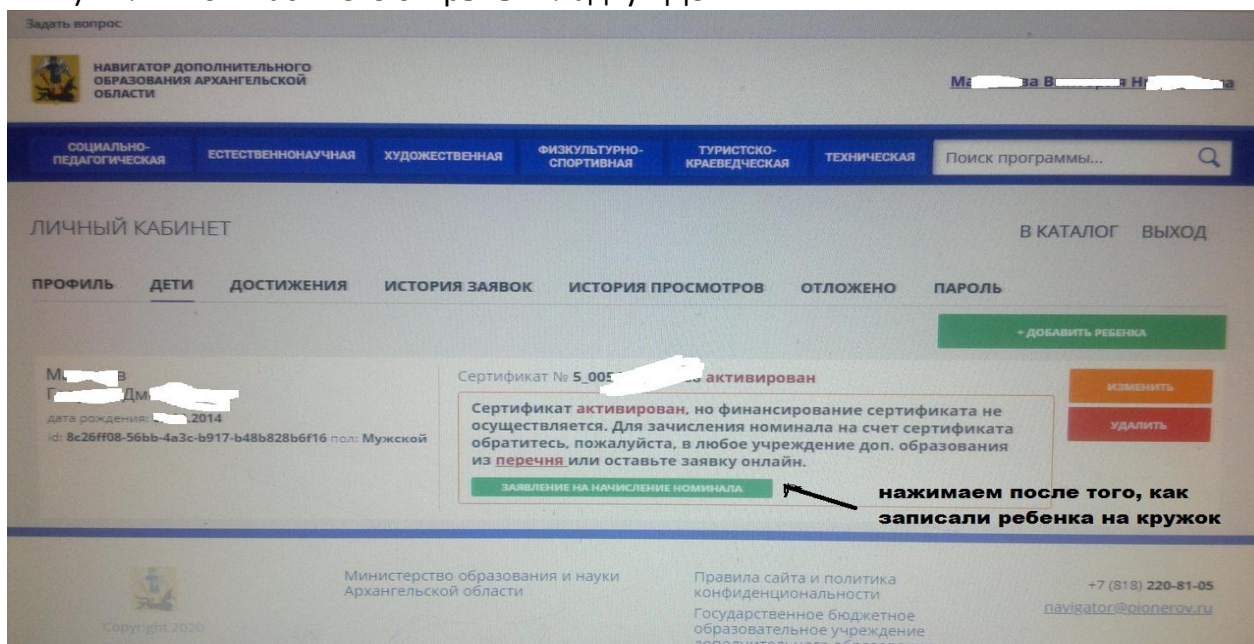 Задать вопрос
НАВИГАТОР ДОПОЛНИТЕЛЬНОГО
ОБРАЗОВАНИЯ АРХАНГЕЛЬСКОЙ
ОБЛАСТИ
СОЦИАЛЬНО-
ПЕДАГОГИЧЕСКАЯ
ЕСТЕСТВЕННОНАУЧНАЯ
ХУДОЖЕСТВЕННАЯ
ФИЗКУЛЬТУРНО-
СПОРТИВНАЯ
ТУРИСТСКО-
КРАЕВЕДЧЕСКАЯ
ТЕХНИЧЕСКАЯ
Поиск программы...
ЛИЧНЫЙ КАБИНЕТ
В КАТАЛОГ ВЫХОД
ПРОФИЛЬ ДЕТИ ДОСТИЖЕНИЯ ИСТОРИЯ ЗАЯВОК ИСТОРИЯ ПРОСМОТРОВ ОТЛОЖЕНО ПАРОЛЬ
+ ДОБАВИТЬ РЕБЕНКА
дата рождения: .2014
id: 8c26ff08-56bb-4a3c-b917-b48b828b6f16 пол: Мужской
Сертификат № 5_005 активирован
Сертификат активирован, но финансирование сертификата не
осуществляется. Для зачисления номинала на счет сертификата
обратитесь, пожалуйста, в любое учреждение доп. образования
из перечня или оставьте заявку онлайн.
ЗАЯВЛЕНИЕ НА НАЧИСЛЕНИЕ НОМИНАЛА
ИЗМЕНИТЬ
УДАЛИТЬ
нажимаем после того, как
записали ребенка на кружок
Copyright 2020
Министерство образования и науки
Архангельской области
Правила сайта и политика
конфиденциональности
Государственное бюджетное
образовательное учреждение
+7 (818) 220-81-05
navigator@pionerov.ru